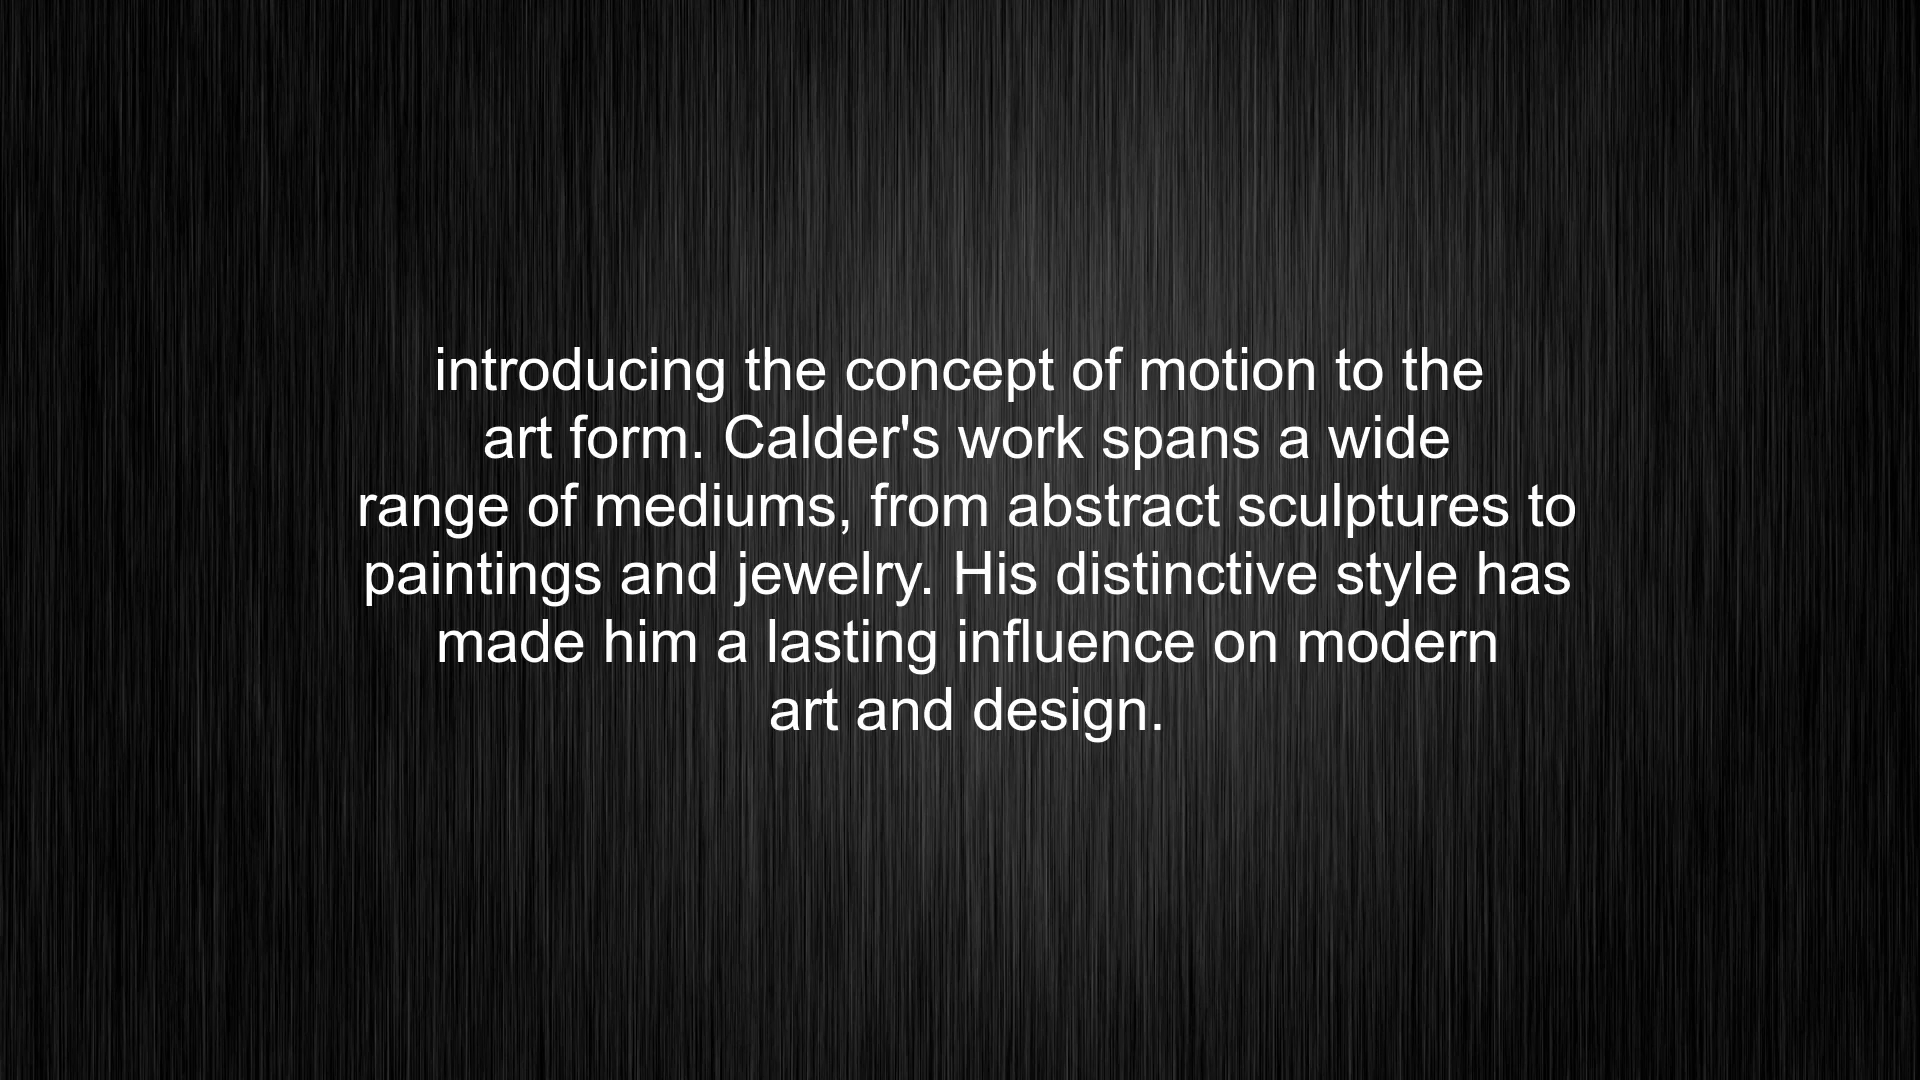 introducing the concept of motion to the
art form. Calder's work spans a wide
range of mediums, from abstract sculptures to
paintings and jewelry. His distinctive style has
made him a lasting influence on modern
art and design.